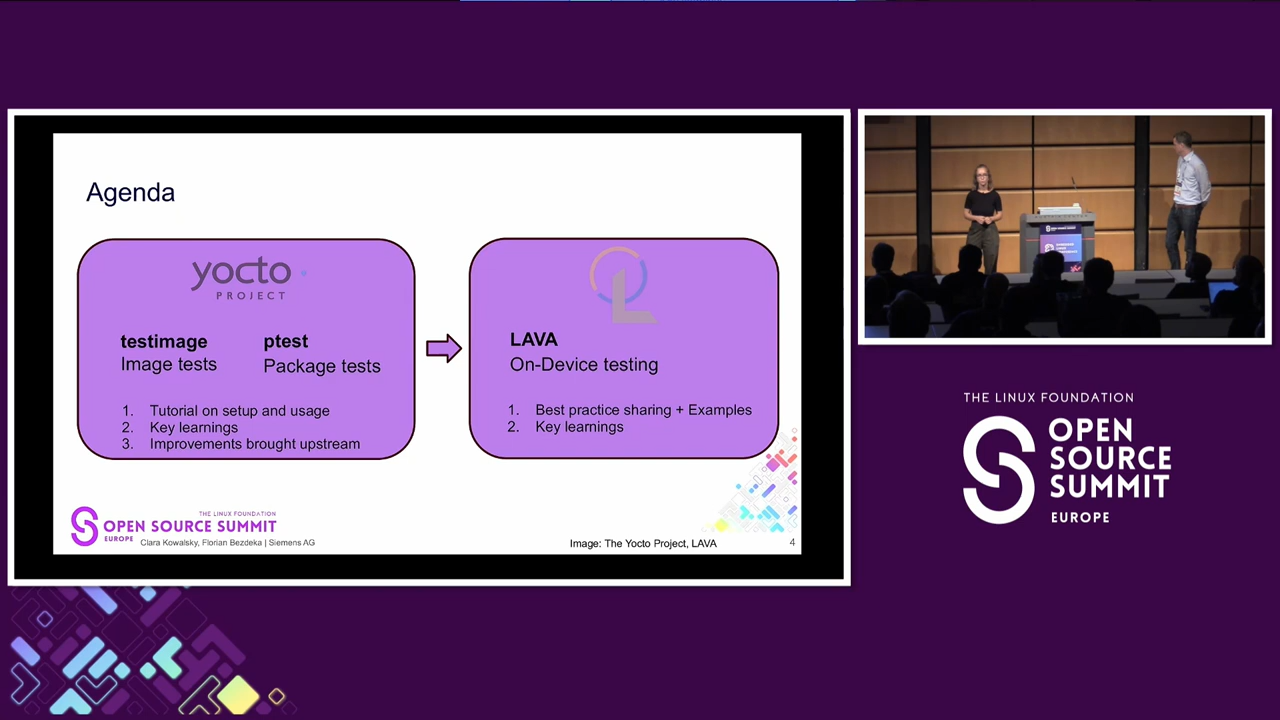 Agenda
yocto
PROJECT
testimage
Image tests
ptest
Package tests
1. Tutorial on setup and usage
2. Key learnings
3. Improvements brought upstream
LAVA
On-Device testing
1. Best practice sharing + Examples
2. Key learnings
THE LINUX FOUNDATION
OPEN SOURCE SUMMIT
EUROPE
Clara Kowalsky, Florian Bezdeka | Siemens AG
Image: The Yocto Project, LAVA
4
THE LINUX FOUNDATION
OPEN
SOURCE
SUMMIT
EUROPE